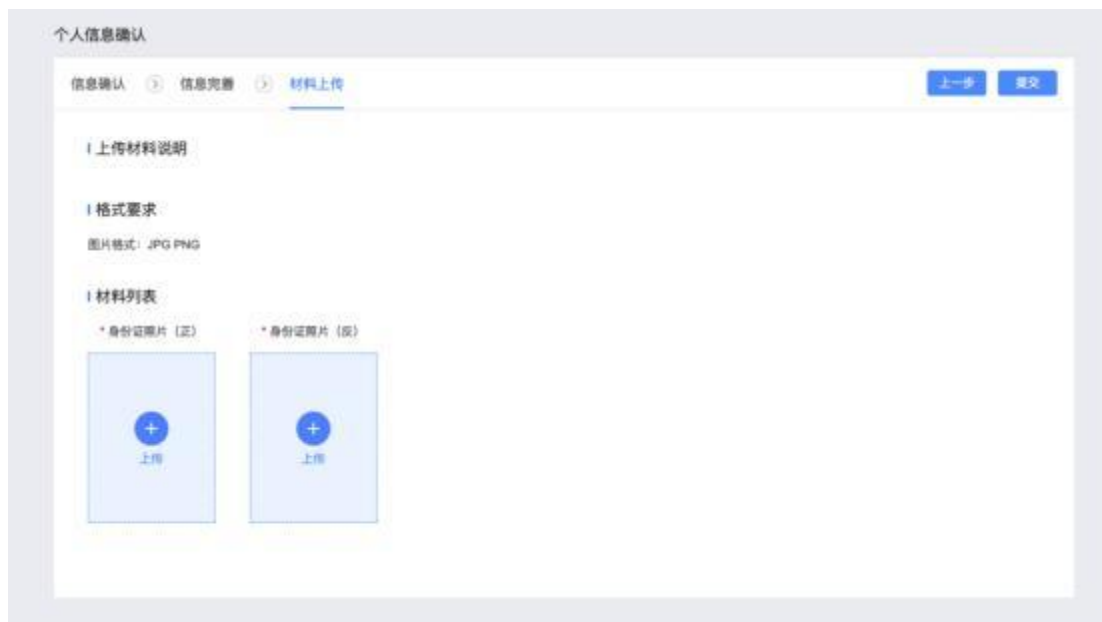 个人信息确认
信息确认 信息完善 材料上传 上一步 提交
上传材料说明
格式要求
图片格式：JPG PNG
材料列表
*身份证照片（正） *身份证照片（反）
上传 上传